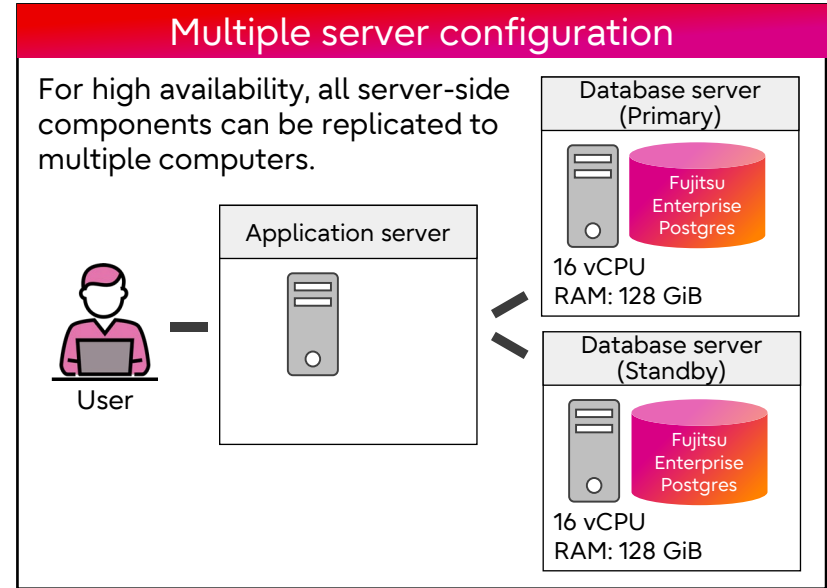 Multiple server configuration
For high availability, all server-side
components can be replicated to
multiple computers.
Database server
(Primary)
Fujitsu
Enterprise
Postgres
16 vCPU
RAM: 128 GiB
Application server
User
Database server
(Standby)
Fujitsu
Enterprise
Postgres
16 vCPU
RAM: 128 GiB